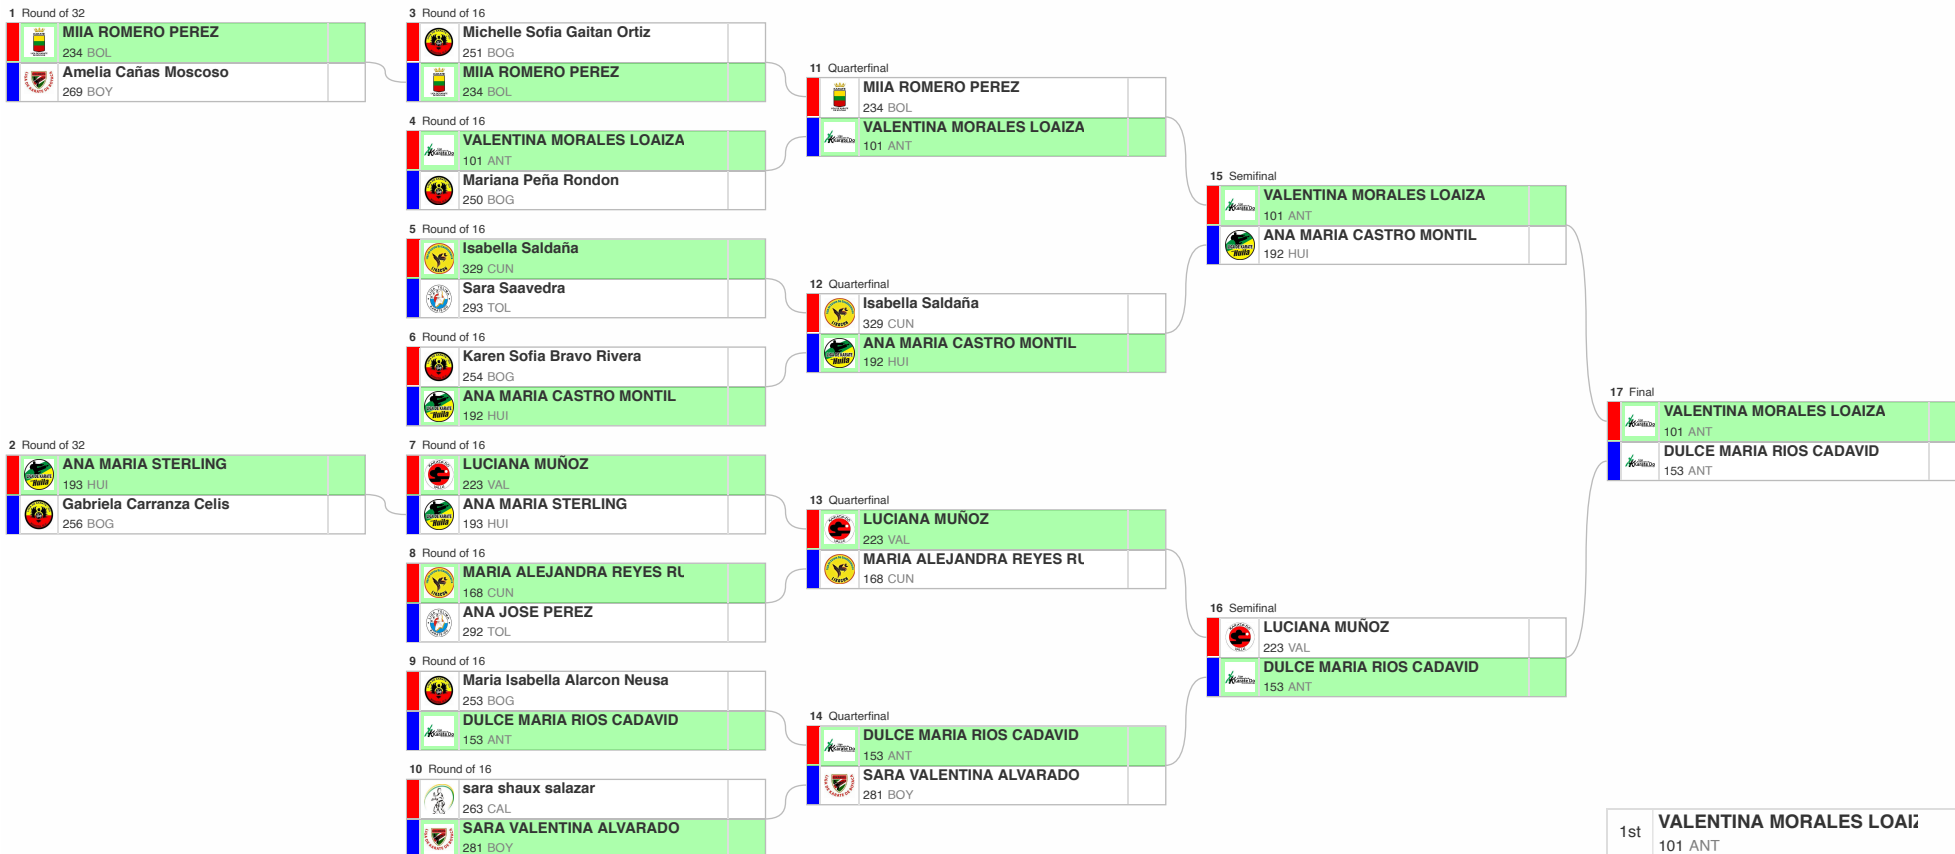 1 Round of 32
MIIA ROMERO PEREZ
234 BOL
Amelia Cañas Moscoso
269 BOY
2 Round of 32
ANA MARIA STERLING
193 HUI
Gabriela Carranza Celis
256 BOG
3 Round of 16
Michelle Sofia Gaitan Ortiz
251 BOG
MIIA ROMERO PEREZ
234 BOL
4 Round of 16
VALENTINA MORALES LOAIZA
101 ANT
Mariana Peña Rondon
250 BOG
5 Round of 16
Isabella Saldaña
329 CUN
Sara Saavedra
293 TOL
6 Round of 16
Karen Sofia Bravo Rivera
254 BOG
ANA MARIA CASTRO MONTIL
192 HUI
7 Round of 16
LUCIANA MUÑOZ
223 VAL
ANA MARIA STERLING
193 HUI
8 Round of 16
MARIA ALEJANDRA REYES RU
168 CUN
ANA JOSE PEREZ
292 TOL
9 Round of 16
Maria Isabella Alarcon Neusa
253 BOG
DULCE MARIA RIOS CADAVID
153 ANT
10 Round of 16
sara shaux salazar
263 CAL
SARA VALENTINA ALVARADO
281 BOY
11 Quarterfinal
MIIA ROMERO PEREZ
234 BOL
VALENTINA MORALES LOAIZA
101 ANT
12 Quarterfinal
Isabella Saldaña
329 CUN
ANA MARIA CASTRO MONTIL
192 HUI
13 Quarterfinal
LUCIANA MUÑOZ
223 VAL
MARIA ALEJANDRA REYES RU
168 CUN
14 Quarterfinal
DULCE MARIA RIOS CADAVID
153 ANT
SARA VALENTINA ALVARADO
281 BOY
15 Semifinal
VALENTINA MORALES LOAIZA
101 ANT
ANA MARIA CASTRO MONTIL
192 HUI
16 Semifinal
LUCIANA MUÑOZ
223 VAL
DULCE MARIA RIOS CADAVID
153 ANT
17 Final
VALENTINA MORALES LOAIZA
101 ANT
DULCE MARIA RIOS CADAVID
153 ANT
1st VALENTINA MORALES LOAIZ
101 ANT